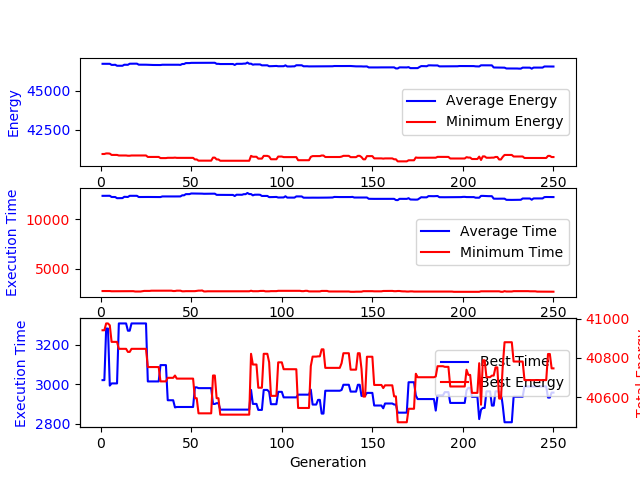 45000
42500
Energy
Average Energy
Minimum Energy
0 50 100 150 200 250
10000
5000
Execution Time
Average Time
Minimum Time
0 50 100 150 200 250
3200
3000
2800
Execution Time
Best Time
Best Energy
41000
40800
40600
Total Energy
0 50 100 150 200 250
Generation